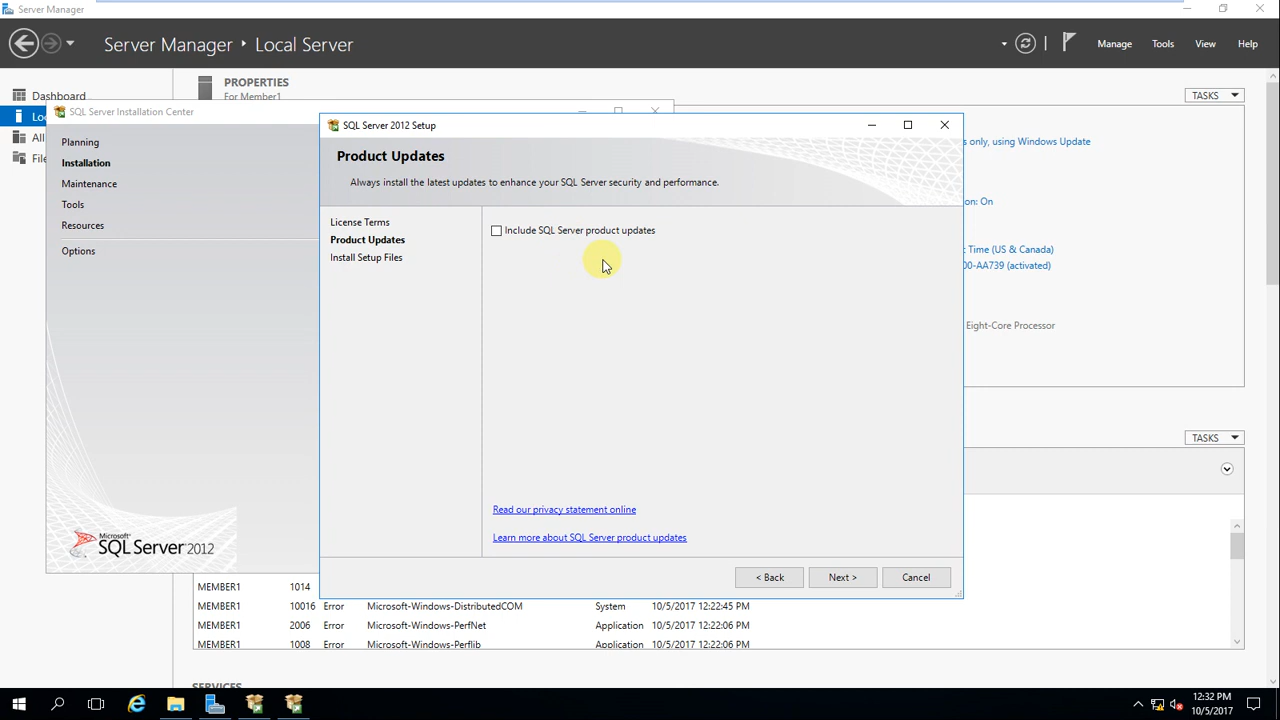 Server Manager
Server Manager ‣ Local Server
Manage Tools View Help
Dashboard
Lo
All
File
PROPERTIES
For Member1
TASKS
s only, using Windows Update
on: On
t Time (US & Canada)
00-AA739 (activated)
Eight-Core Processor
TASKS
SQL Server Installation Center
Planning
Installation
Maintenance
Tools
Resources
Options
Microsoft®
SQL Server®2012
SQL Server 2012 Setup
Product Updates
Always install the latest updates to enhance your SQL Server security and performance.
License Terms
Product Updates
Install Setup Files
Include SQL Server product updates
Read our privacy statement online
Learn more about SQL Server product updates
< Back Next > Cancel
MEMBER1 1014
MEMBER1 10016 Error Microsoft-Windows-DistributedCOM System 10/5/2017 12:22:45 PM
MEMBER1 2006 Error Microsoft-Windows-PerfNet Application 10/5/2017 12:22:06 PM
MEMBER1 1008 Error Microsoft-Windows-Perflib Application 10/5/2017 12:22:06 PM
SERVICES
12:32 PM
10/5/2017